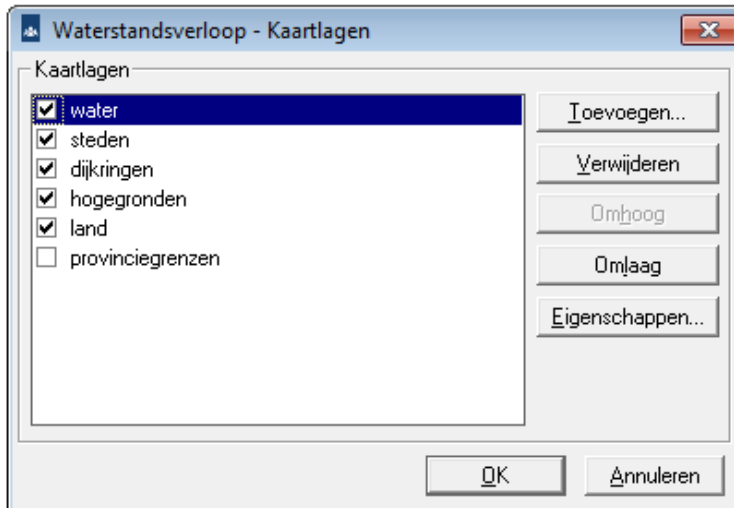 Waterstandsverloop - Kaartlagen
Kaartlagen
water
steden
dijkringen
hogegronden
land
provinciegrenzen
Toevoegen...
Verwijderen
Omhoog
Omlaag
Eigenschappen...
OK
Annuleren